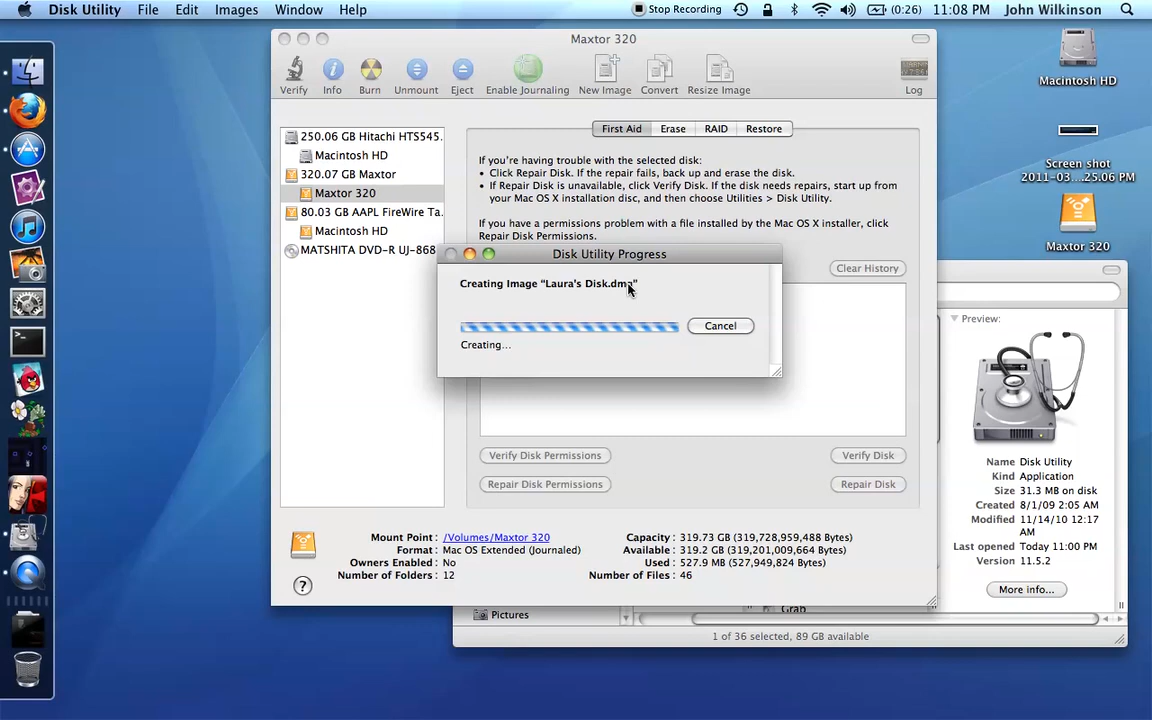 Disk Utility File Edit Images Window Help Stop Recording (0:26) 11:08 PM John Wilkinson
Maxtor 320
Verify Info Burn Unmount Eject Enable Journaling New Image Convert Resize Image Log
250.06 GB Hitachi HTS545.
Macintosh HD
320.07 GB Maxtor
Maxtor 320
80.03 GB AAPL FireWire Ta.
Macintosh HD
MATSHITA DVD-R UJ-868
First Aid Erase RAID Restore
If you're having trouble with the selected disk:
• Click Repair Disk. If the repair fails, back up and erase the disk.
• If Repair Disk is unavailable, click Verify Disk. If the disk needs repairs, start up from
your Mac OS X installation disc, and then choose Utilities > Disk Utility.
If you have a permissions problem with a file installed by the Mac OS X installer, click
Repair Disk Permissions.
Clear History
Disk Utility Progress
Creating Image "Laura's Disk.dmg"
Cancel
Creating...
Verify Disk Permissions Verify Disk
Repair Disk Permissions Repair Disk
Mount Point : /Volumes/Maxtor 320
Format : Mac OS Extended (Journaled)
Owners Enabled : No
Number of Folders : 12
Capacity : 319.73 GB (319,728,959,488 Bytes)
Available : 319.2 GB (319,201,009,664 Bytes)
Used : 527.9 MB (527,949,824 Bytes)
Number of Files : 46
?
Macintosh HD
Screen shot
2011-03...25.06 PM
Maxtor 320
Preview:
Name Disk Utility
Kind Application
Size 31.3 MB on disk
Created 8/1/09 2:05 AM
Modified 11/14/10 12:17
AM
Last opened Today 11:00 PM
Version 11.5.2
More info...
Pictures
Grab
1 of 36 selected, 89 GB available